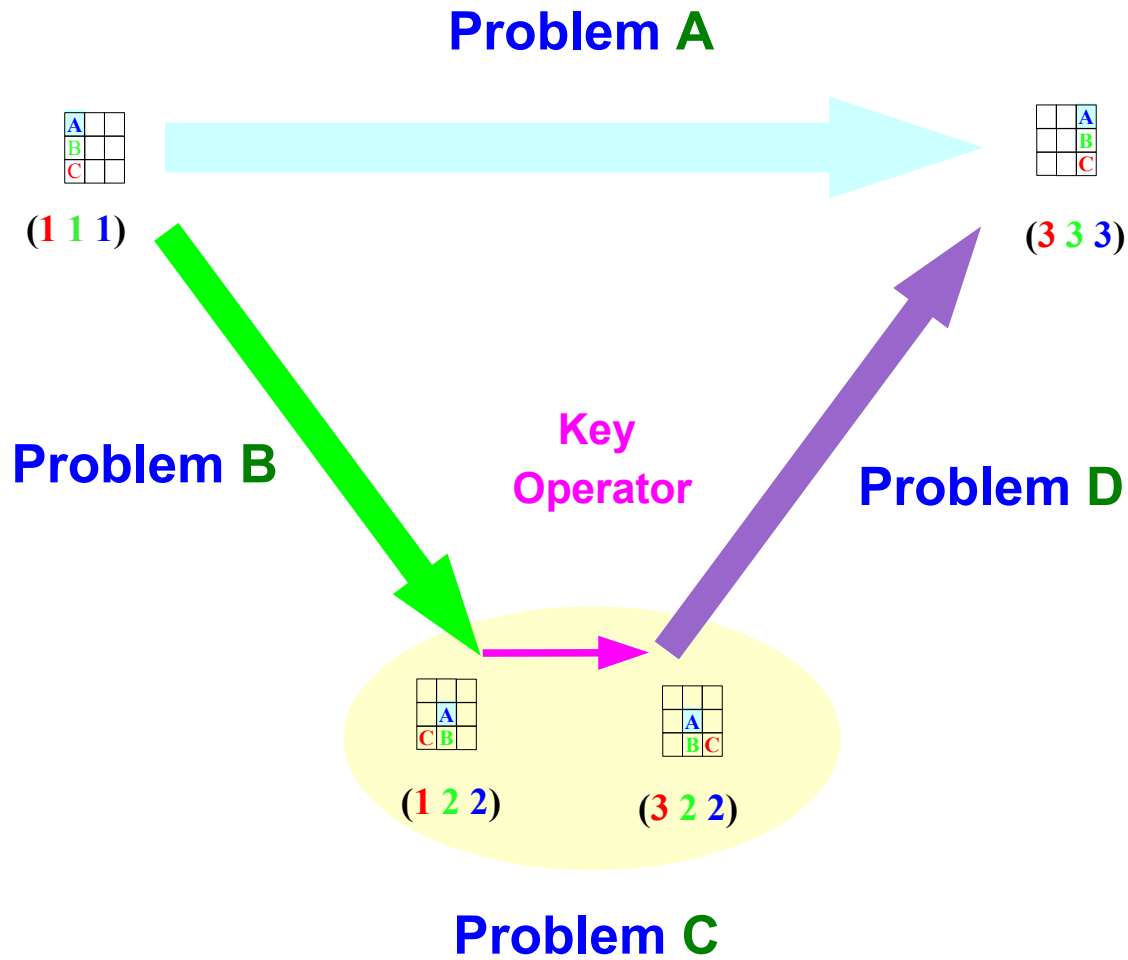 Problem A
A
B
C
A
B
C
(1 1 1)
(3 3 3)
Key
Operator
Problem B
Problem D
A
C B
A
B C
(1 2 2)
(3 2 2)
Problem C